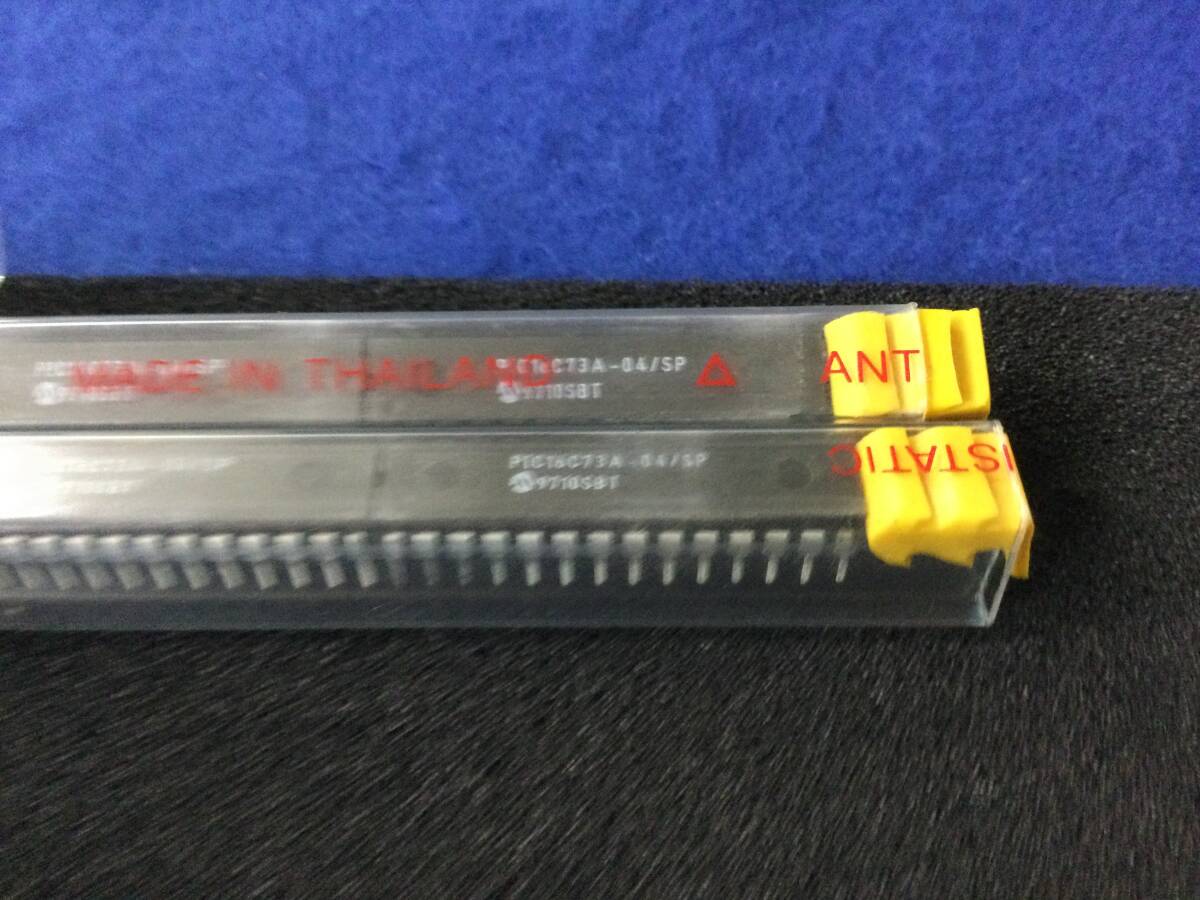 MADE IN THAILAND
PIC16C73A-04/SP
9710SBT
ANT
PIC16C73A-04/SP
9710SBT
ISTATIC